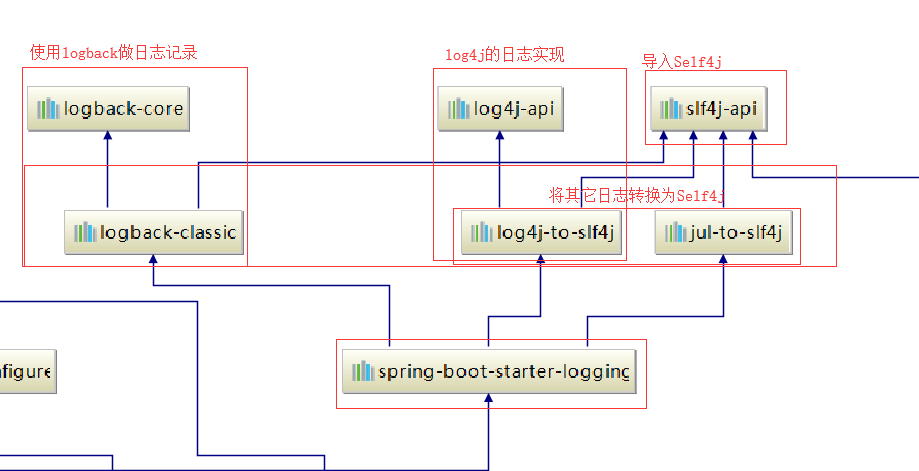 使用logback做日志记录
log4j的日志实现
导入Self4j
logback-core
log4j-api
slf4j-api
将其它日志转换为Self4j
logback-classic
log4j-to-slf4j
jul-to-slf4j
figure
spring-boot-starter-logging